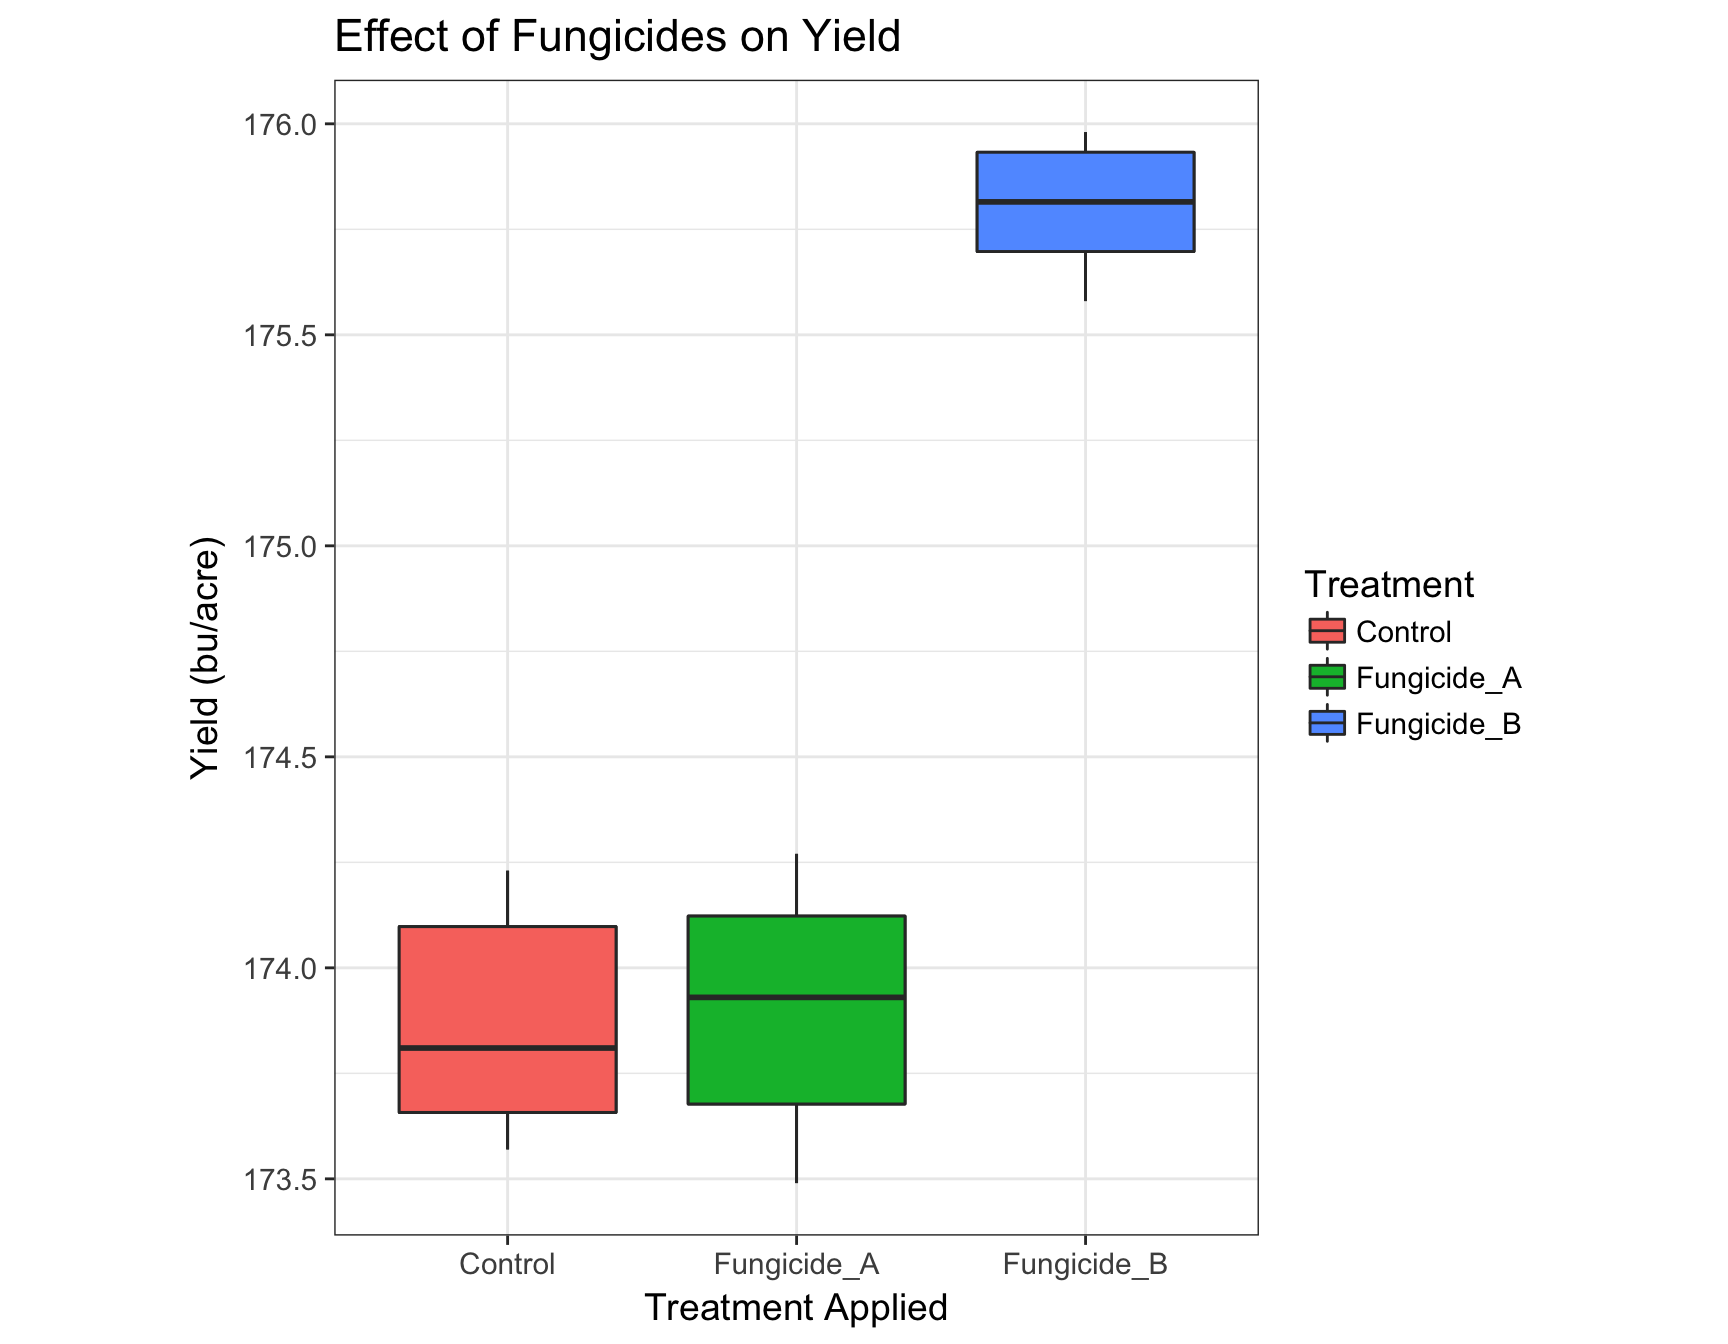 Effect of Fungicides on Yield
176.0
175.5
175.0
174.5
174.0
173.5
Yield (bu/acre)
Control
Fungicide_A
Fungicide_B
Treatment Applied
Treatment
Control
Fungicide_A
Fungicide_B